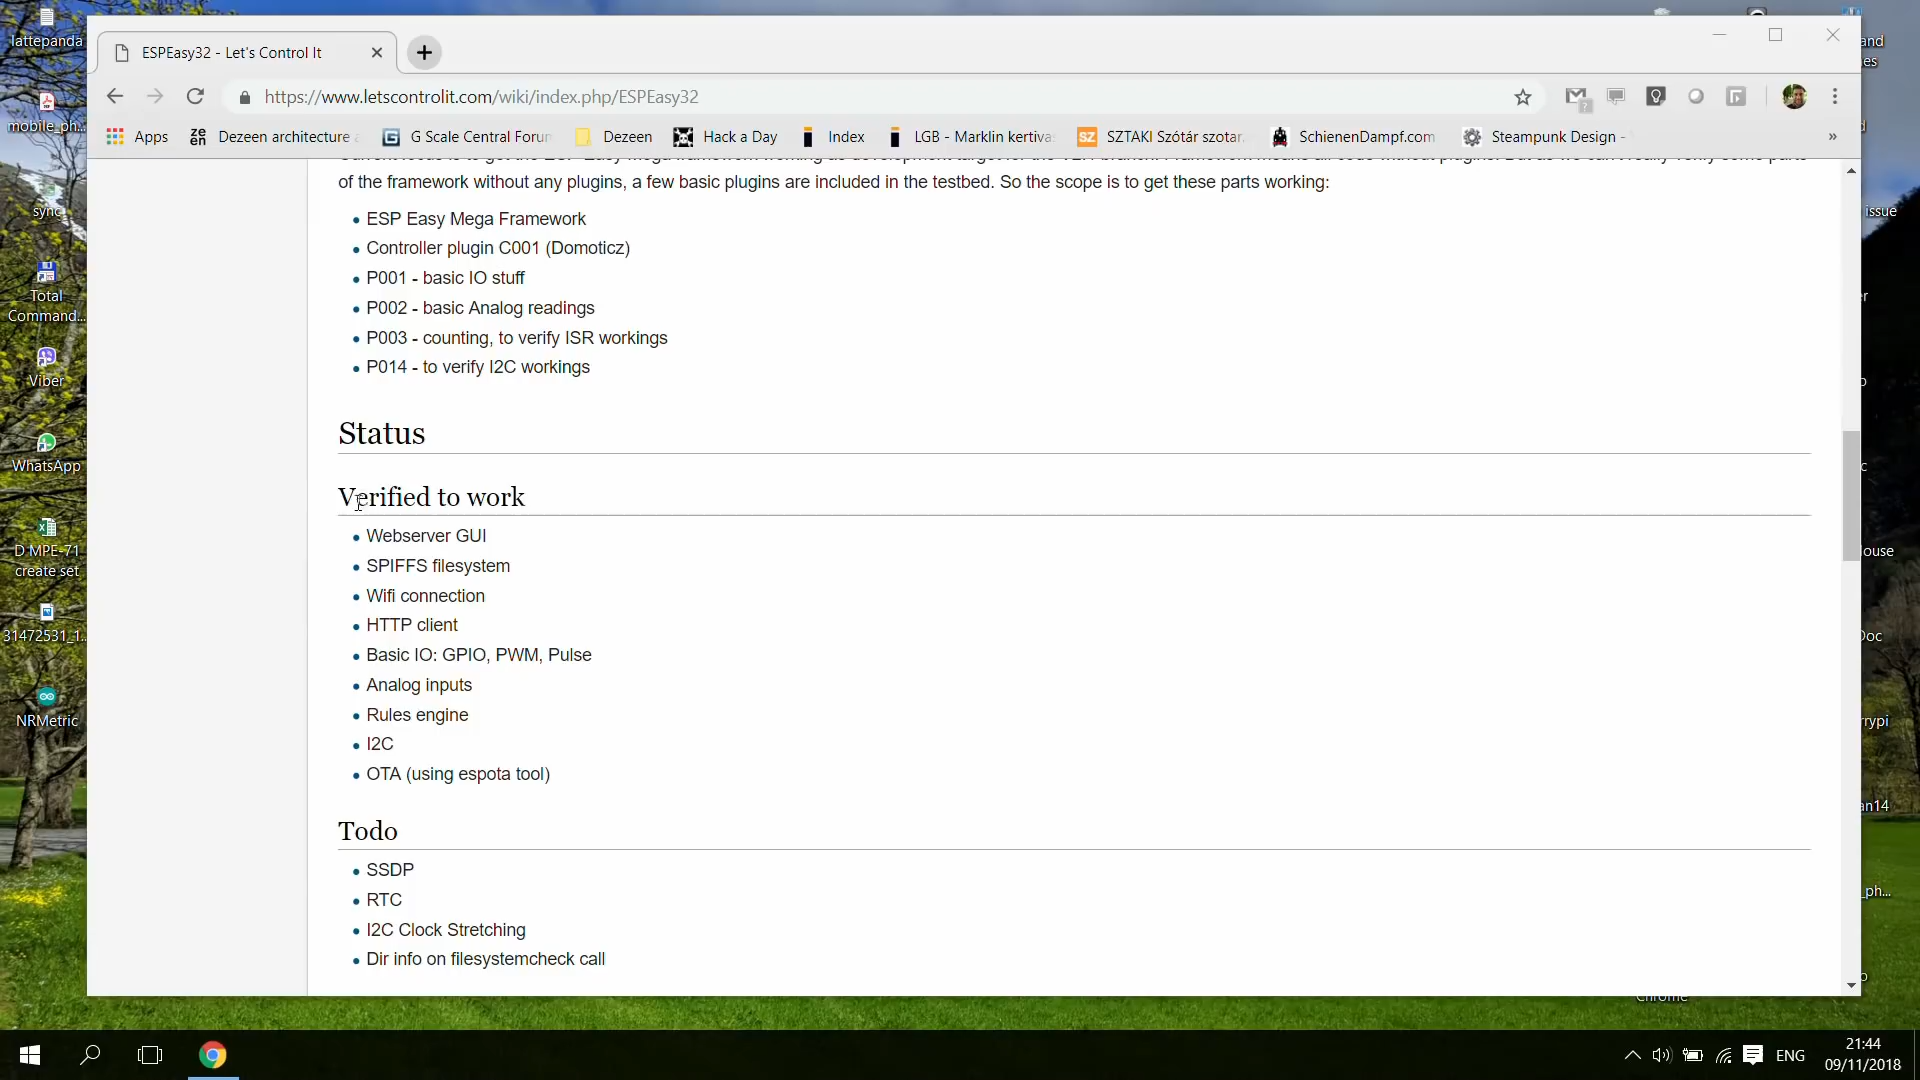 lattepanda
mobile_ph...
sync
Total
Command...
Viber
WhatsApp
D MPE-71
create set
31472531_1...
NRMetric
ESPEasy32 - Let's Control It
https://www.letscontrolit.com/wiki/index.php/ESPEasy32
Apps
Dezeen architecture
G Scale Central Forum
Dezeen
Hack a Day
Index
LGB - Marklin kertivas
SZTAKI Szótár szotar.
SchienenDampf.com
Steampunk Design -
»
of the framework without any plugins, a few basic plugins are included in the testbed. So the scope is to get these parts working:
ESP Easy Mega Framework
Controller plugin C001 (Domoticz)
P001 - basic IO stuff
P002 - basic Analog readings
P003 - counting, to verify ISR workings
P014 - to verify I2C workings
Status
Verified to work
Webserver GUI
SPIFFS filesystem
Wifi connection
HTTP client
Basic IO: GPIO, PWM, Pulse
Analog inputs
Rules engine
I2C
OTA (using espota tool)
Todo
SSDP
RTC
I2C Clock Stretching
Dir info on filesystemcheck call
issue
ENG
21:44
09/11/2018